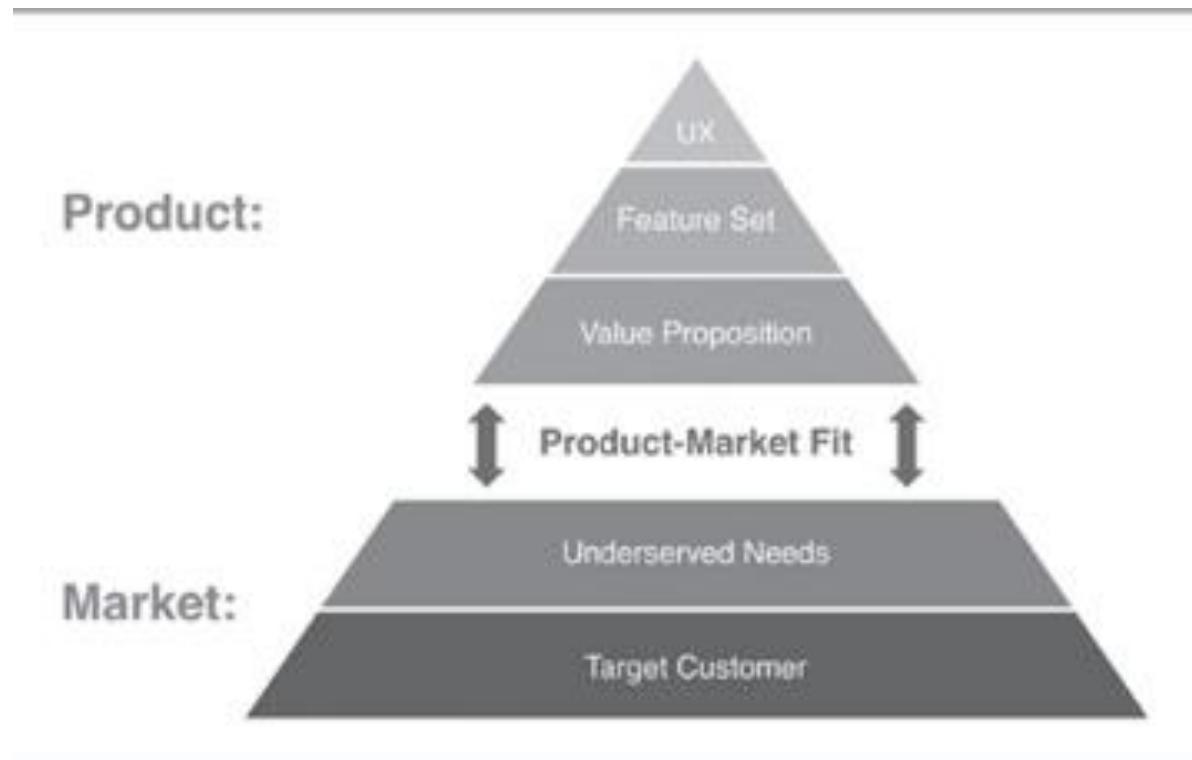 UX
Product:
Feature Set
Value Proposition
Product-Market Fit
Underserved Needs
Market:
Target Customer